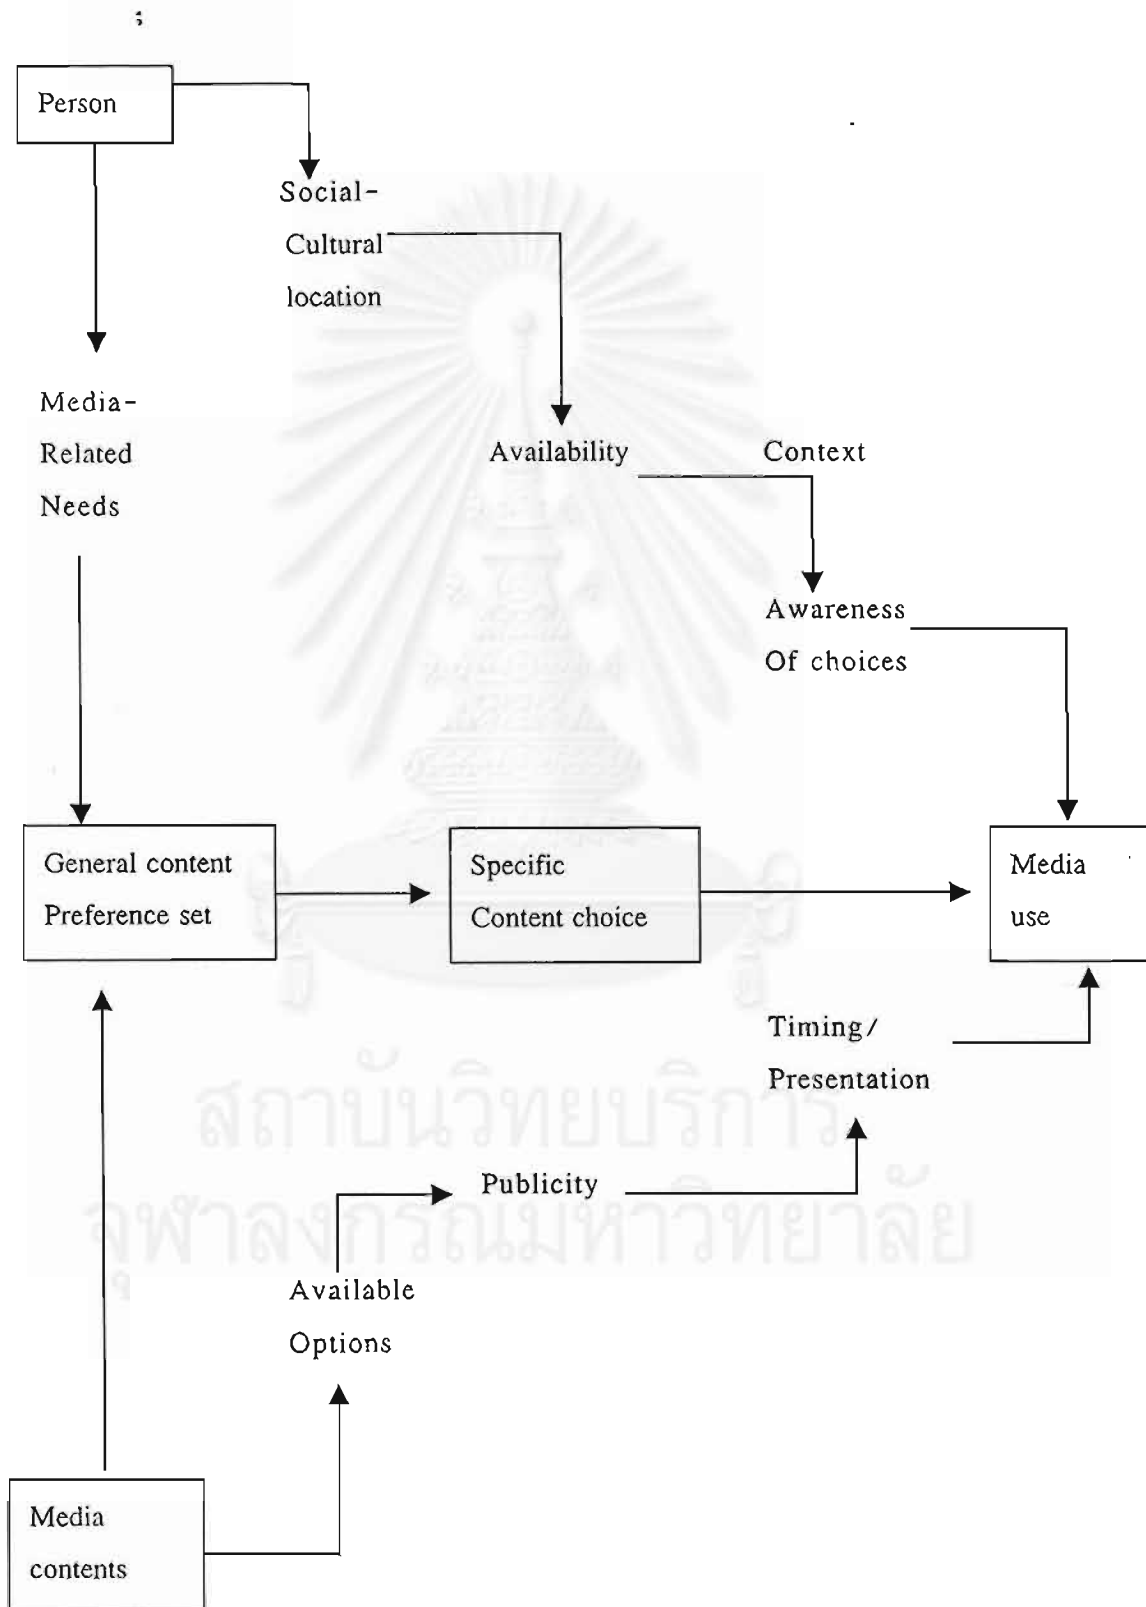 Person
Social-
Cultural
location
Media-
Related
Needs
Availability
Context
Awareness
Of choices
General content
Preference set
Specific
Content choice
Media
use
Timing/
Presentation
สถาบันวิทยบริการ
Publicity
จุฬาลงกรณ์มหาวิทยาลัย
Available
Options
Media
contents